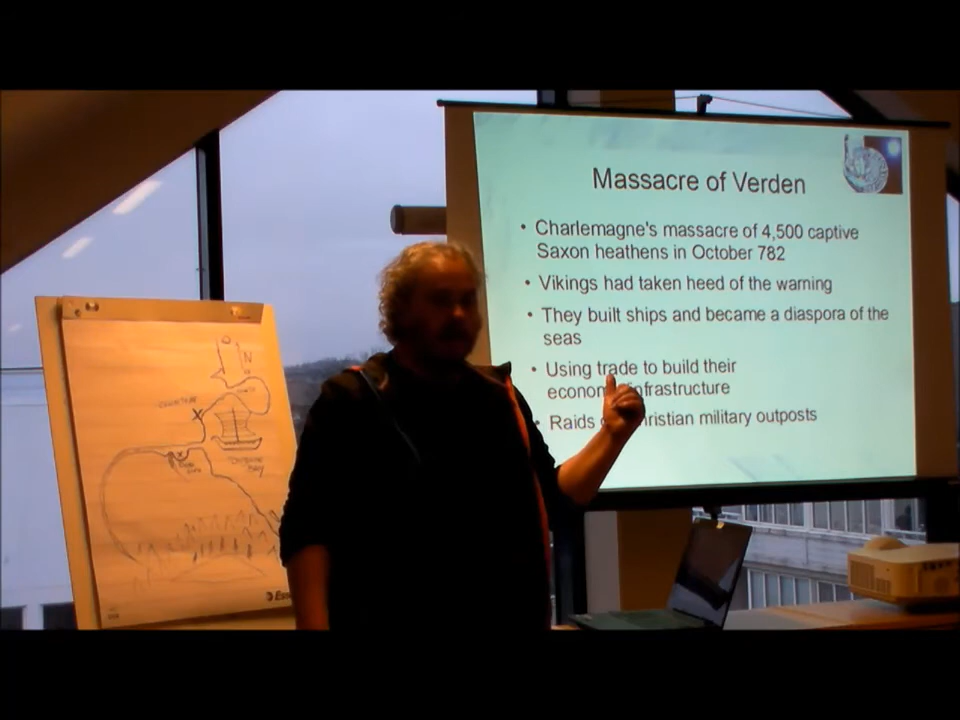 Massacre of Verden
• Charlemagne's massacre of 4,500 captive
Saxon heathens in October 782
• Vikings had taken heed of the warning
• They built ships and became a diaspora of the
seas
• Using trade to build their
infrastructure
• Raids Christian military outposts
N
X